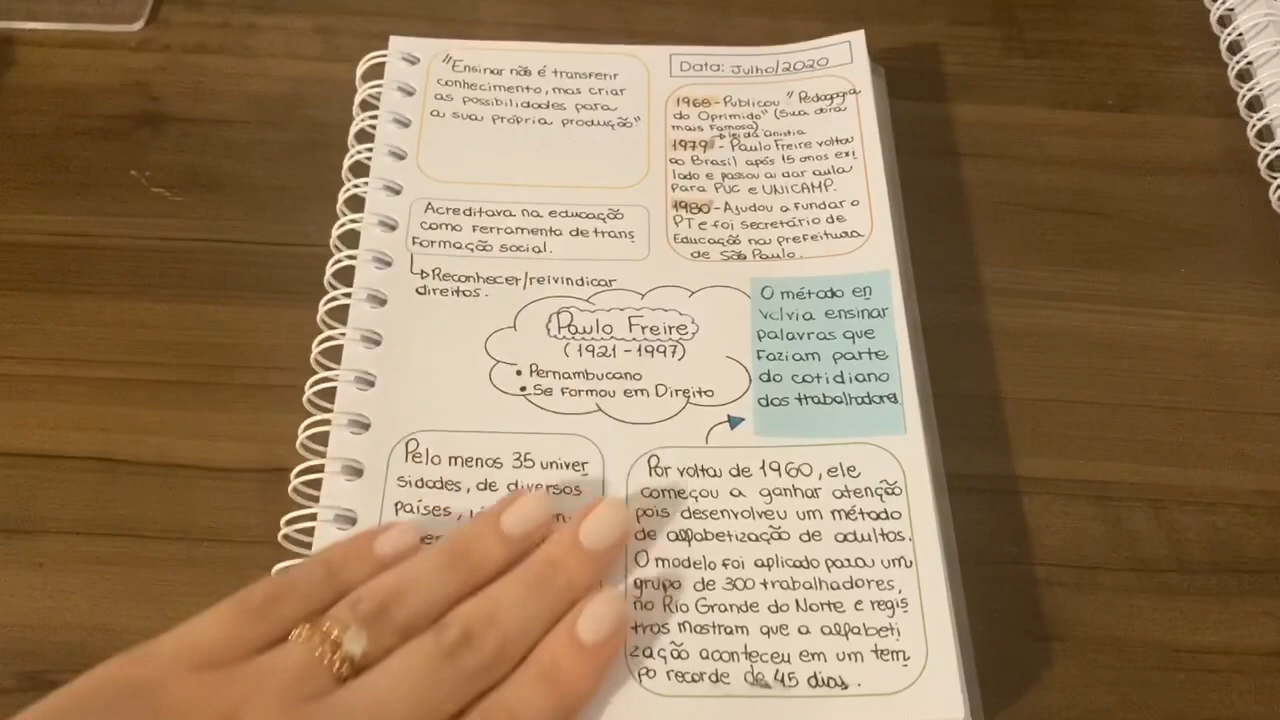 "Ensinar não é transferir
conhecimento, mas criar
as possibilidades para
a sua própria produção"
Data: Julho/2020
1968 - Publicou "Pedagogia
do Oprimido" (sua obra
mais famosa)
→ lei da anistia
1979 - Paulo Freire voltou
ao Brasil após 15 anos exi
lado e passou a dar aula
para PUC e UNICAMP.
1980 - Ajudou a fundar o
PT e foi secretário de
Educação na prefeitura
de São Paulo.
Acreditava na educação
como ferramenta de trans
formação social.
→ Reconhecer/reivindicar
direitos.
Paulo Freire
(1921-1997)
• Pernambucano
• Se formou em Direito
O método en
volvia ensinar
palavras que
faziam parte
do cotidiano
dos trabalhadores
Pelo menos 35 univer
sidades, de diversos
países,
Por volta de 1960, ele
começou a ganhar atenção
pois desenvolveu um método
de alfabetização de adultos.
O modelo foi aplicado para um
grupo de 300 trabalhadores,
no Rio Grande do Norte e regis
tros mostram que a alfabeti
zação aconteceu em um tem
po recorde de 45 dias.